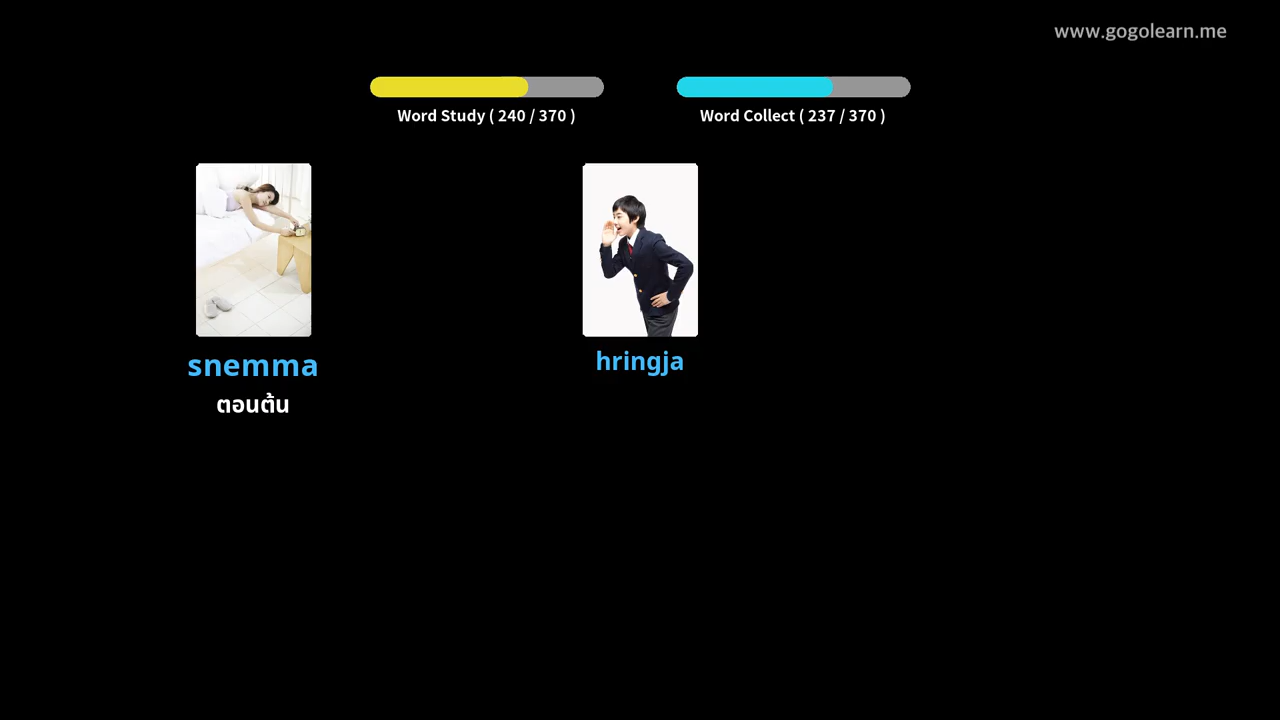 www.gogolearn.me
Word Study ( 240 / 370 )
Word Collect ( 237 / 370 )
snemma
ตอนต้น
hringja